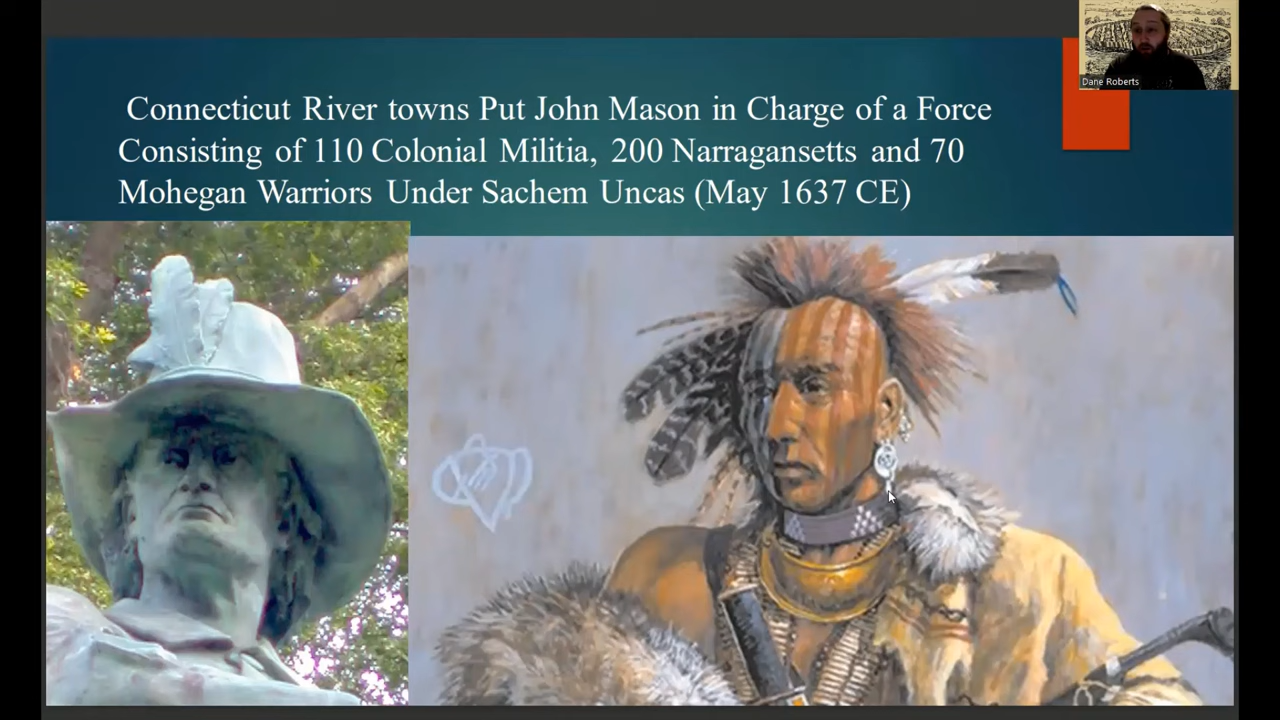 Connecticut River towns Put John Mason in Charge of a Force
Consisting of 110 Colonial Militia, 200 Narragansetts and 70
Mohegan Warriors Under Sachem Uncas (May 1637 CE)
Dane Roberts